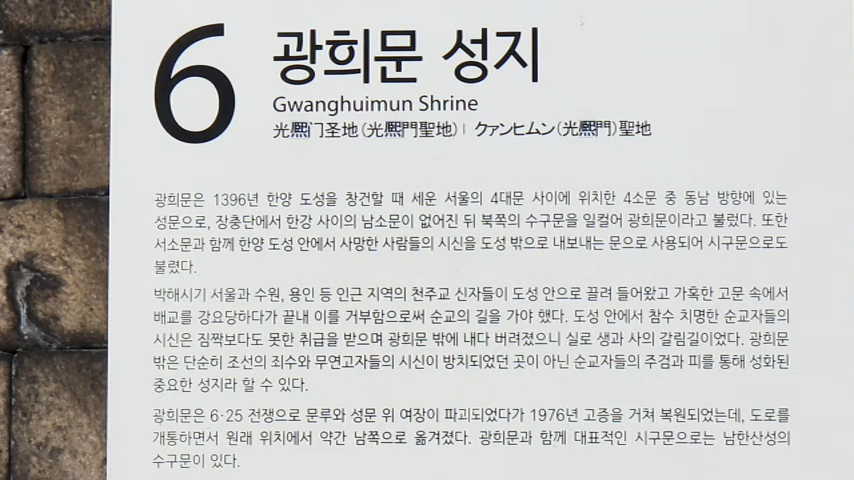 6
광희문 성지
Gwanghuimun Shrine
光熙门圣地(光熙門聖地) | クァンヒムン(光熙門)聖地
광희문은 1396년 한양 도성을 창건할 때 세운 서울의 4대문 사이에 위치한 4소문 중 동남 방향에 있는
성문으로, 장충단에서 한강 사이의 남소문이 없어진 뒤 북쪽의 수구문을 일컬어 광희문이라고 불렀다. 또한
서소문과 함께 한양 도성 안에서 사망한 사람들의 시신을 도성 밖으로 내보내는 문으로 사용되어 시구문으로도
불렸다.
박해시기 서울과 수원, 용인 등 인근 지역의 천주교 신자들이 도성 안으로 끌려 들어왔고 가혹한 고문 속에서
배교를 강요당하다가 끝내 이를 거부함으로써 순교의 길을 가야 했다. 도성 안에서 참수 치명한 순교자들의
시신은 짐짝보다도 못한 취급을 받으며 광희문 밖에 내다 버려졌으니 실로 생과 사의 갈림길이었다. 광희문
밖은 단순히 조선의 죄수와 무연고자들의 시신이 방치되었던 곳이 아닌 순교자들의 주검과 피를 통해 성화된
중요한 성지라 할 수 있다.
광희문은 6·25 전쟁으로 문루와 성문 위 여장이 파괴되었다가 1976년 고증을 거쳐 복원되었는데, 도로를
개통하면서 원래 위치에서 약간 남쪽으로 옮겨졌다. 광희문과 함께 대표적인 시구문으로는 남한산성의
수구문이 있다.